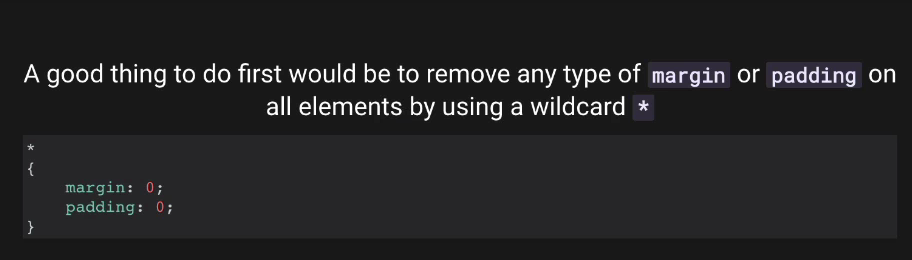 A good thing to do first would be to remove any type of margin or padding on
all elements by using a wildcard *
*
{
    margin: 0;
    padding: 0;
}